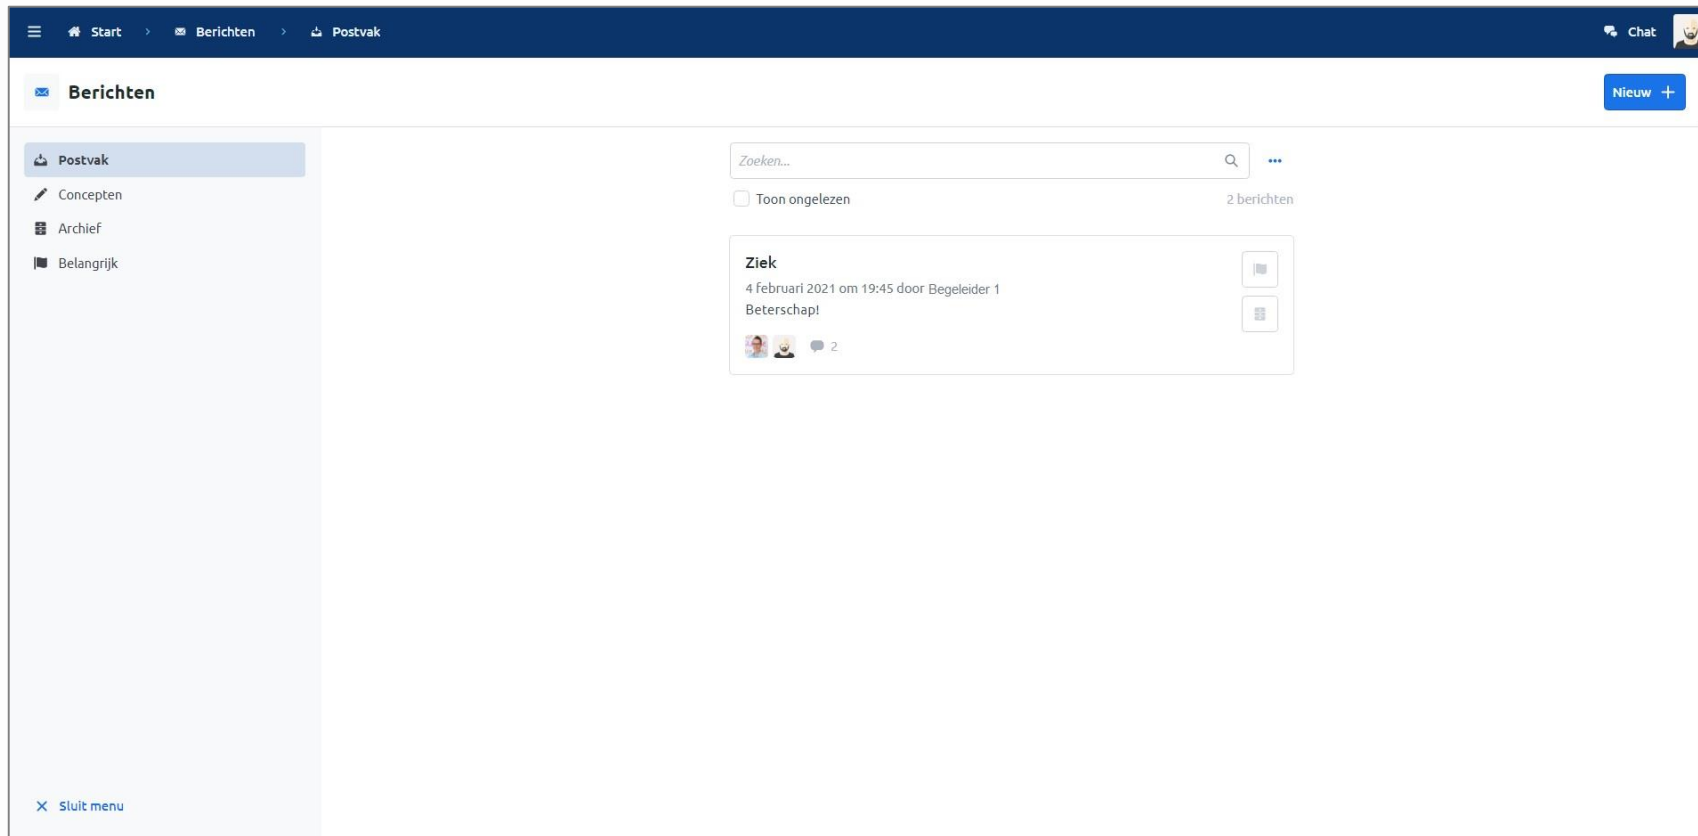 Start > Berichten > Postvak
Chat
Berichten
Nieuw +
Postvak
Concepten
Archief
Belangrijk
Zoeken...
Toon ongelezen
2 berichten
Ziek
4 februari 2021 om 19:45 door Begeleider 1
Beterschap!
2
Sluit menu